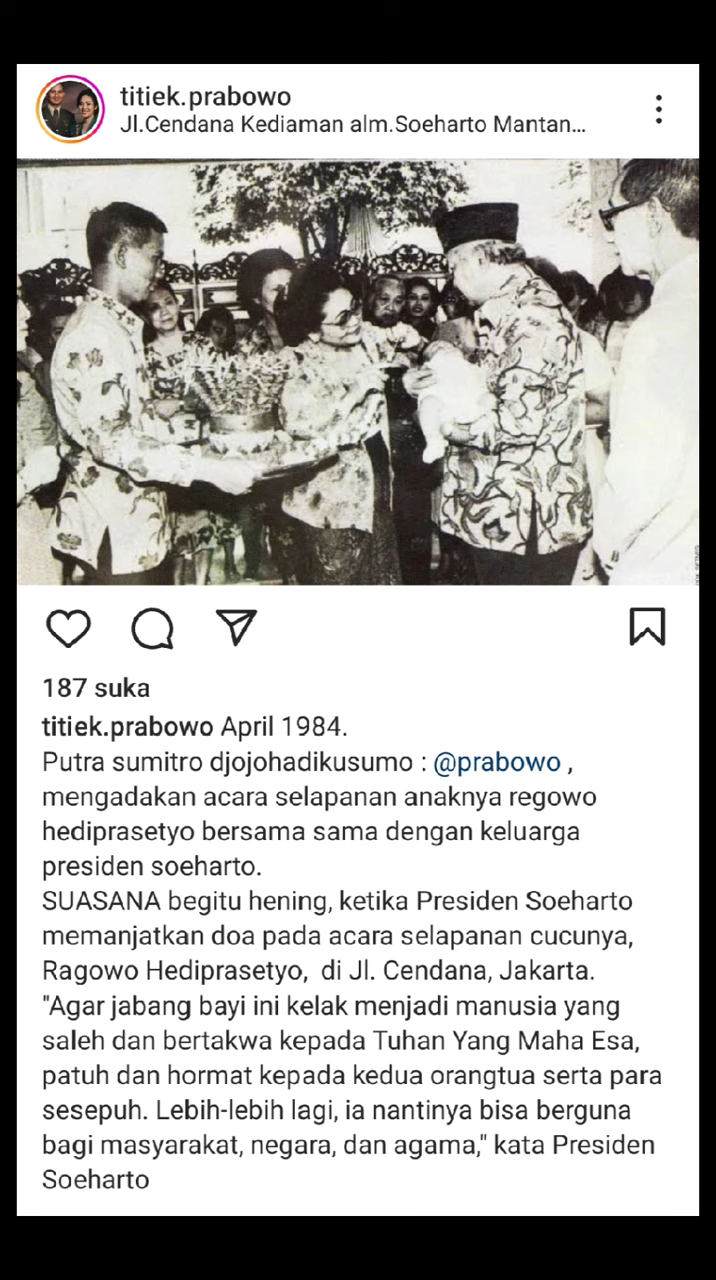 titiek.prabowo
Jl.Cendana Kediaman alm.Soeharto Mantan...
187 suka
titiek.prabowo April 1984.
Putra sumitro djojohadikusumo : @prabowo ,
mengadakan acara selapanan anaknya regowo
hediprasetyo bersama sama dengan keluarga
presiden soeharto.
SUASANA begitu hening, ketika Presiden Soeharto
memanjatkan doa pada acara selapanan cucunya,
Ragowo Hediprasetyo,  di Jl. Cendana, Jakarta.
"Agar jabang bayi ini kelak menjadi manusia yang
saleh dan bertakwa kepada Tuhan Yang Maha Esa,
patuh dan hormat kepada kedua orangtua serta para
sesepuh. Lebih-lebih lagi, ia nantinya bisa berguna
bagi masyarakat, negara, dan agama," kata Presiden
Soeharto